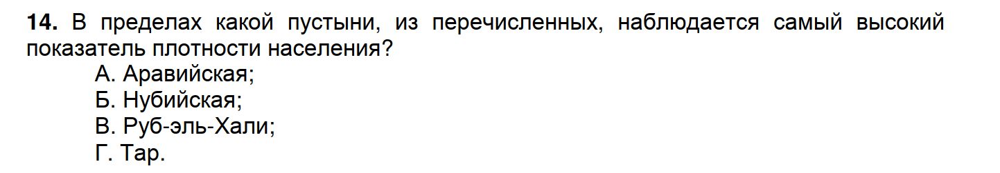 14. В пределах какой пустыни, из перечисленных, наблюдается самый высокий
показатель плотности населения?
А. Аравийская;
Б. Нубийская;
В. Руб-эль-Хали;
Г. Тар.